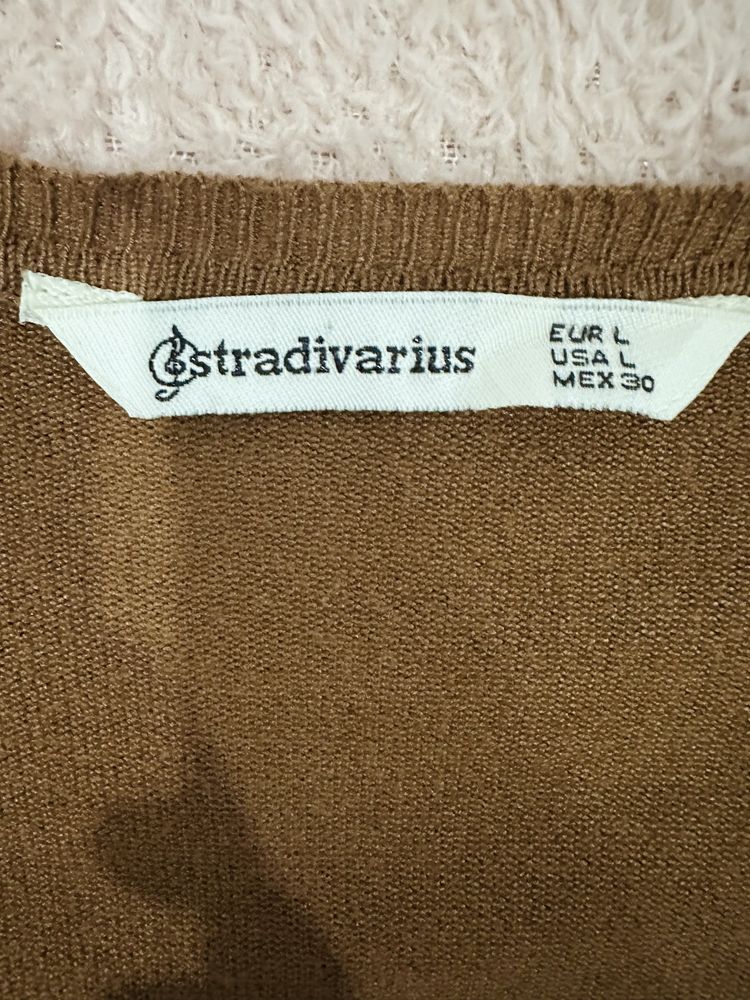 stradivarius
EUR L
USA L
MEX 30